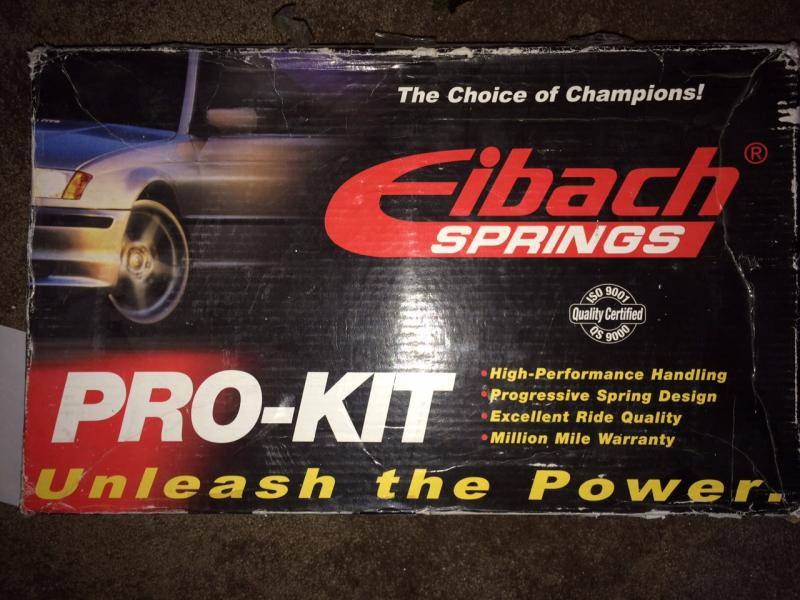 The Choice of Champions!
Eibach®
SPRINGS
ISO 9001
Quality Certified
QS 9000
PRO-KIT
•High-Performance Handling
•Progressive Spring Design
•Excellent Ride Quality
•Million Mile Warranty
Unleash the Power.